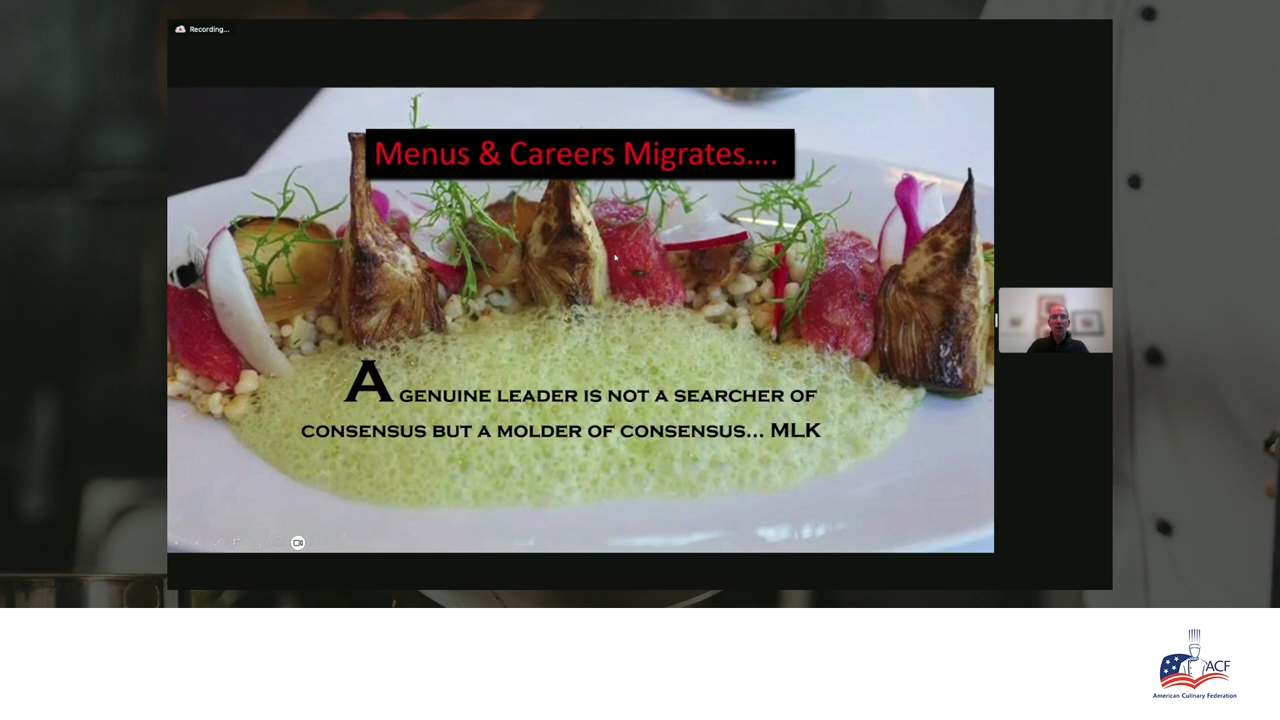 Recording...
Menus & Careers Migrates....
A GENUINE LEADER IS NOT A SEARCHER OF
CONSENSUS BUT A MOLDER OF CONSENSUS... MLK
ACF
American Culinary Federation